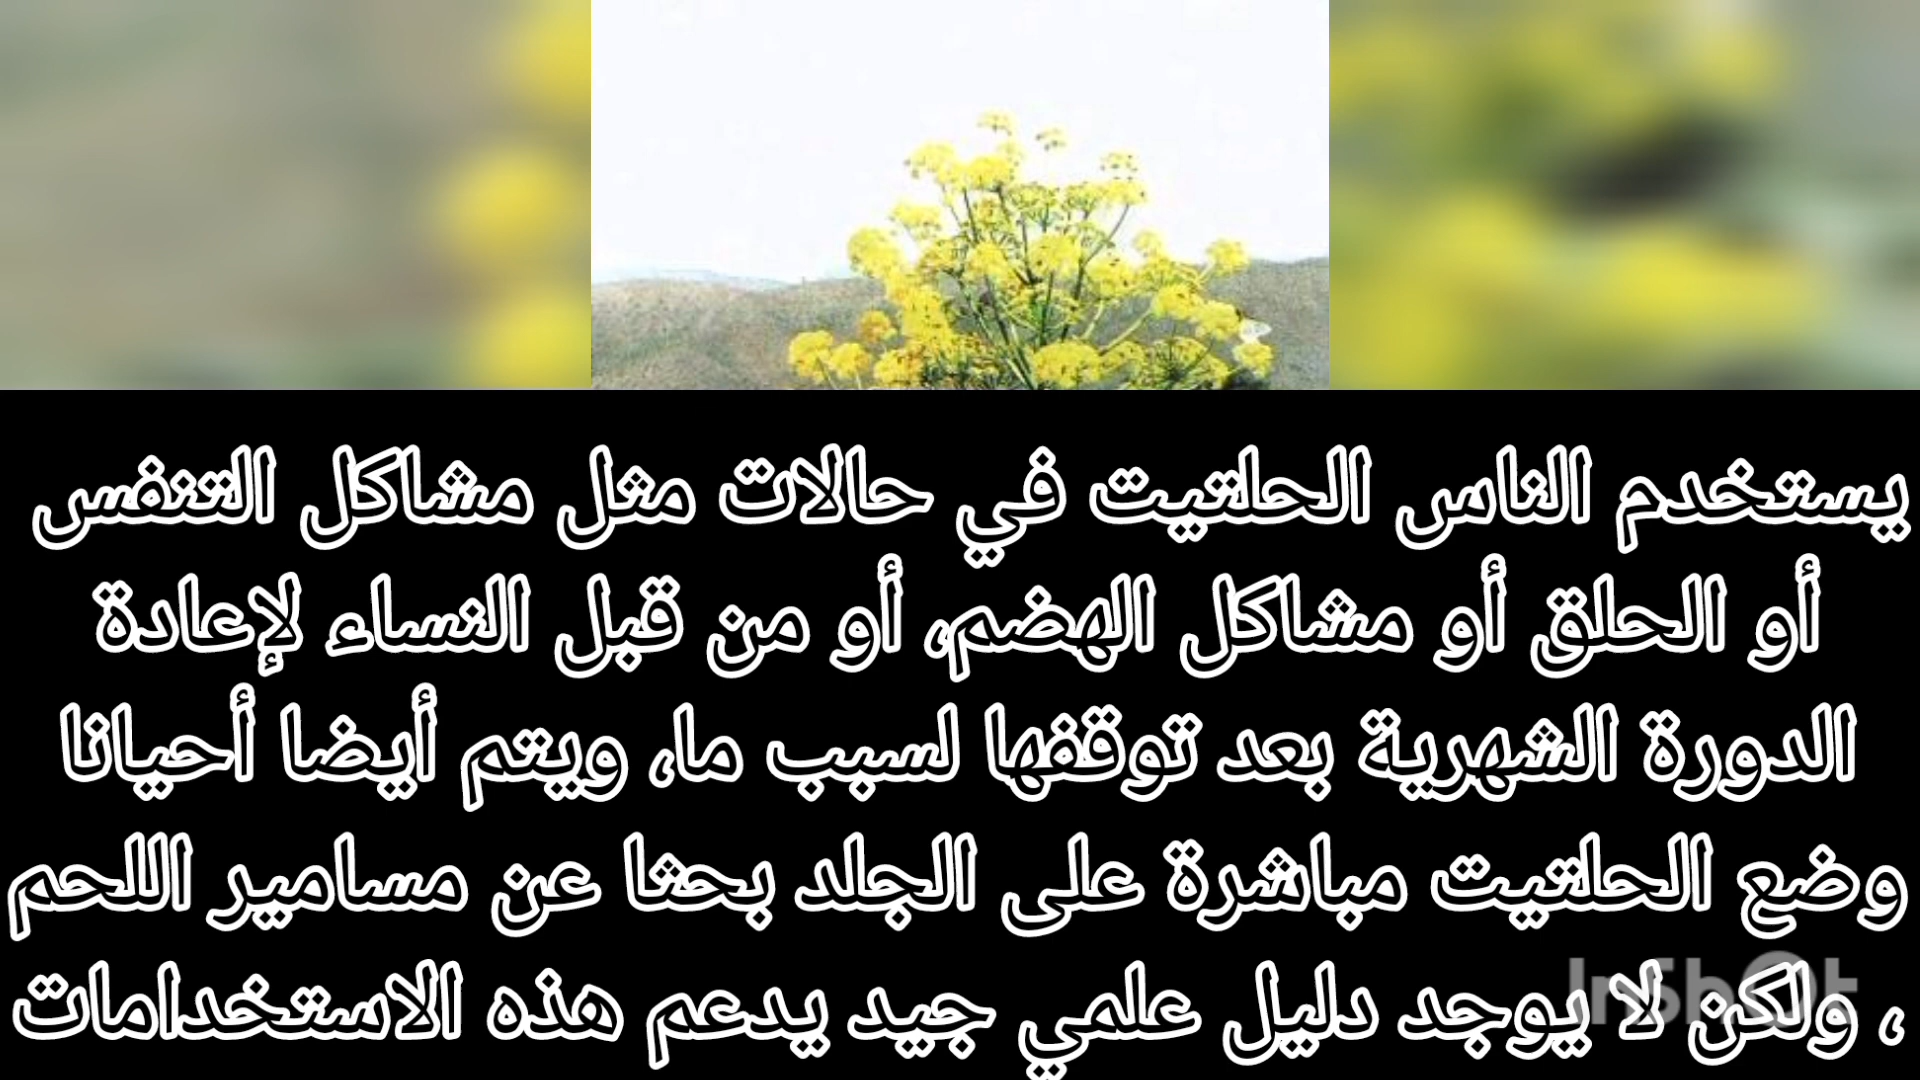 يستخدم الناس الحلتيت في حالات مثل مشاكل التنفس
أو الحلق أو مشاكل الهضم، أو من قبل النساء لإعادة
الدورة الشهرية بعد توقفها لسبب ما، ويتم أيضا أحيانا
وضع الحلتيت مباشرة على الجلد بحثا عن مسامير اللحم
، ولكن لا يوجد دليل علمي جيد يدعم هذه الاستخدامات
InShot